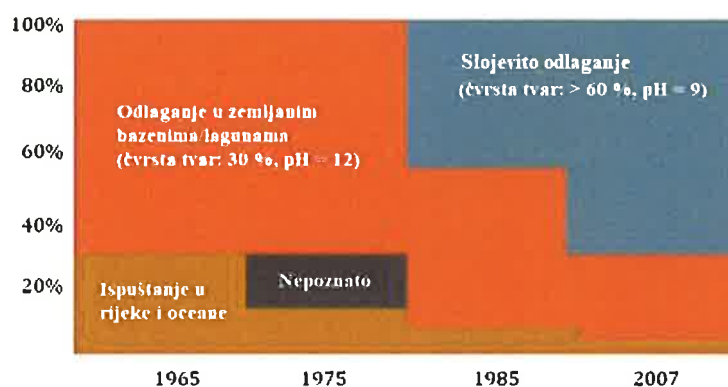 100%
80%
60%
40%
20%
Slojevito odlaganje
(čvrsta tvar: > 60 %, pH = 9)
Odlaganje u zemljanim
bazenima/lagunama
(čvrsta tvar: 30 %, pH = 12)
Nepoznato
Ispuštanje u
rijeke i oceane
1965
1975
1985
2007